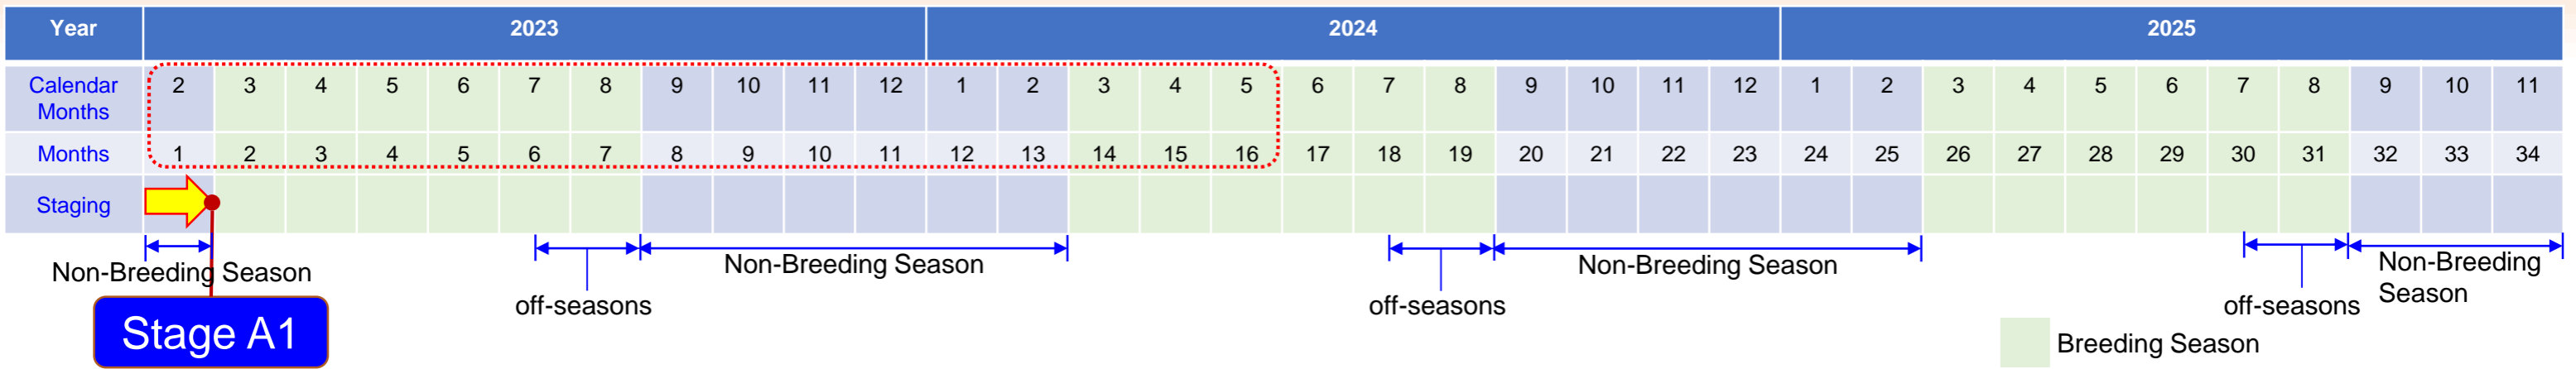 Year 2023 2024 2025
Calendar
Months
2 3 4 5 6 7 8 9 10 11 12 1 2 3 4 5 6 7 8 9 10 11 12 1 2 3 4 5 6 7 8 9 10 11
Months 1 2 3 4 5 6 7 8 9 10 11 12 13 14 15 16 17 18 19 20 21 22 23 24 25 26 27 28 29 30 31 32 33 34
Staging
Non-Breeding Season
off-seasons
Non-Breeding Season
off-seasons
Non-Breeding Season
off-seasons
Non-Breeding
Season
Stage A1
Breeding Season